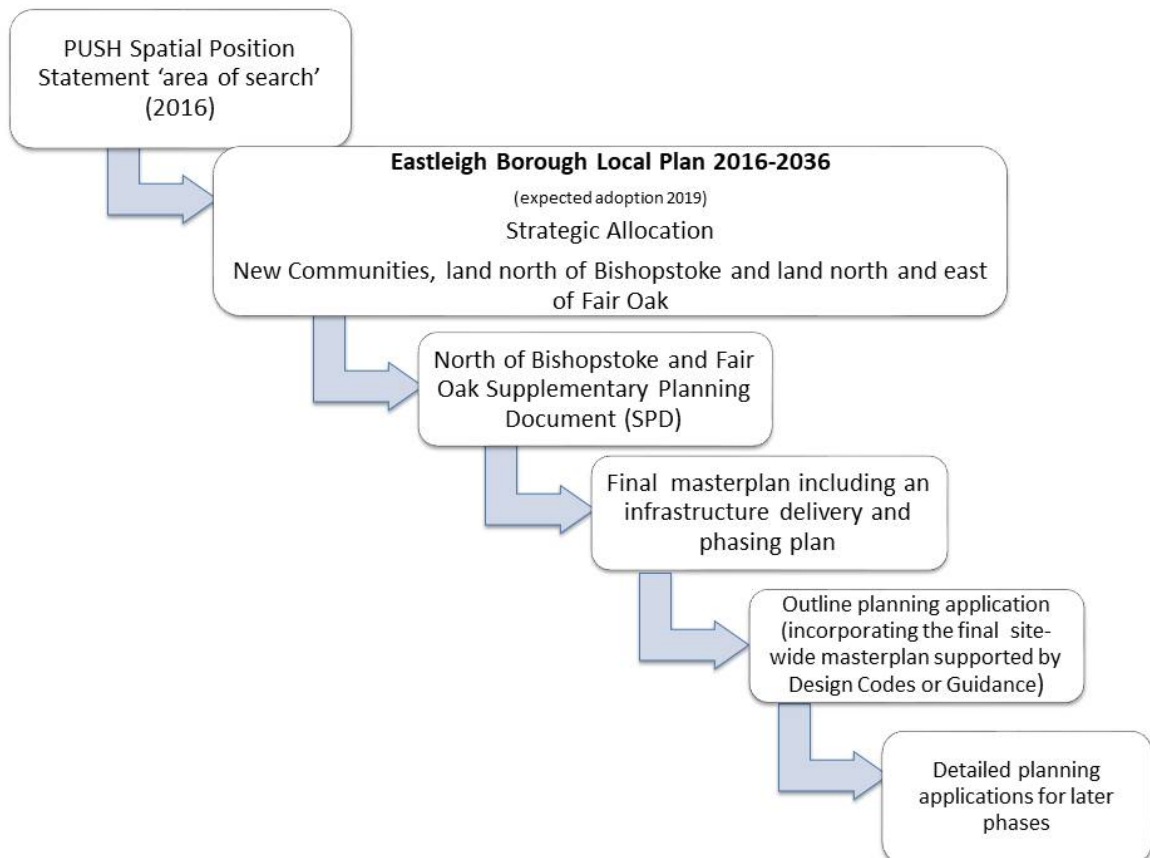 PUSH Spatial Position
Statement ‘area of search’
(2016)
Eastleigh Borough Local Plan 2016-2036
(expected adoption 2019)
Strategic Allocation
New Communities, land north of Bishopstoke and land north and east
of Fair Oak
North of Bishopstoke and Fair
Oak Supplementary Planning
Document (SPD)
Final masterplan including an
infrastructure delivery and
phasing plan
Outline planning application
(incorporating the final site-
wide masterplan supported by
Design Codes or Guidance)
Detailed planning
applications for later
phases